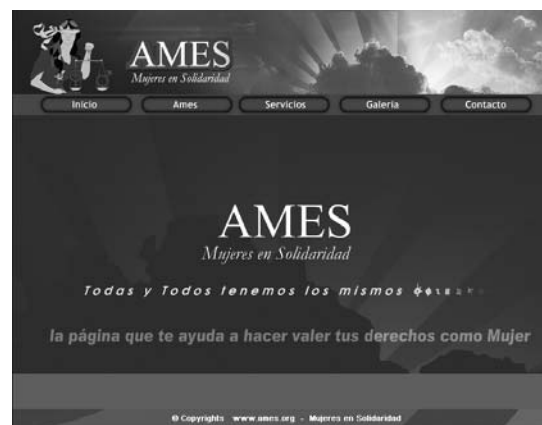 AMES
Mujeres en Solidaridad
Inicio Ames Servicios Galeria Contacto
AMES
Mujeres en Solidaridad
Todas y Todos tenemos los mismos
la página que te ayuda a hacer valer tus derechos como Mujer
© Copyrights www.ames.org - Mujeres en Solidaridad